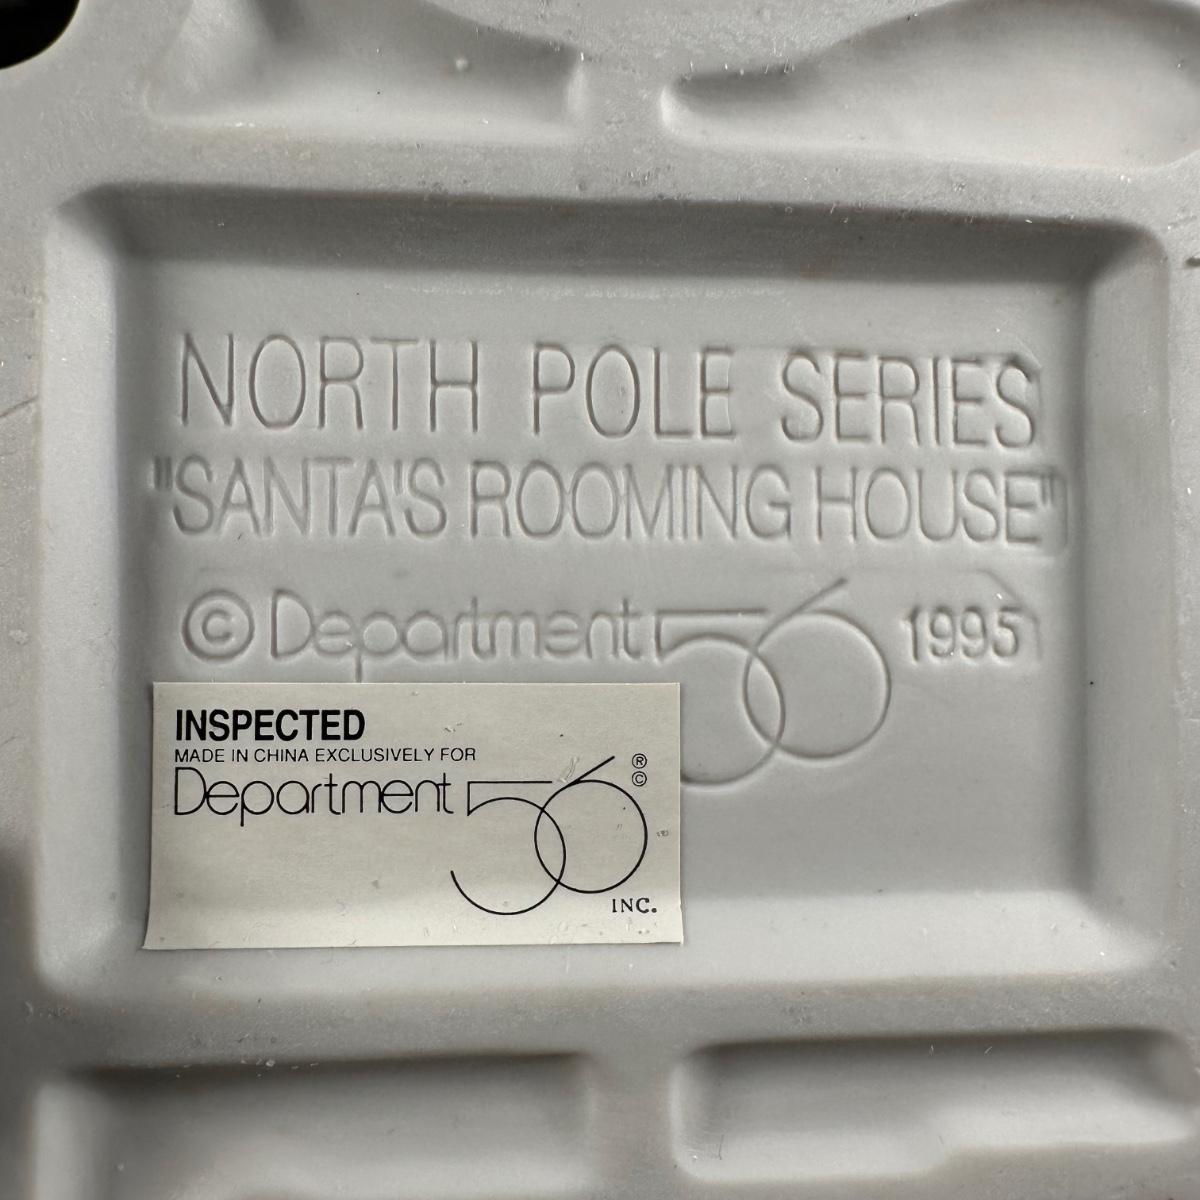 NORTH POLE SERIES
"SANTA'S ROOMING HOUSE"
© Department 56 1995
INSPECTED
MADE IN CHINA EXCLUSIVELY FOR
Department 56 ® ©
INC.